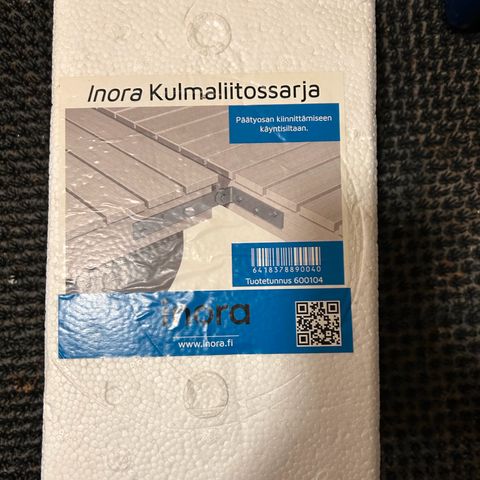 Inora Kulmaliitossarja
Päätyosan kiinnittämiseen
käyntisiltaan.
6418378890040
Tuotetunnus 600104
inora
www.inora.fi